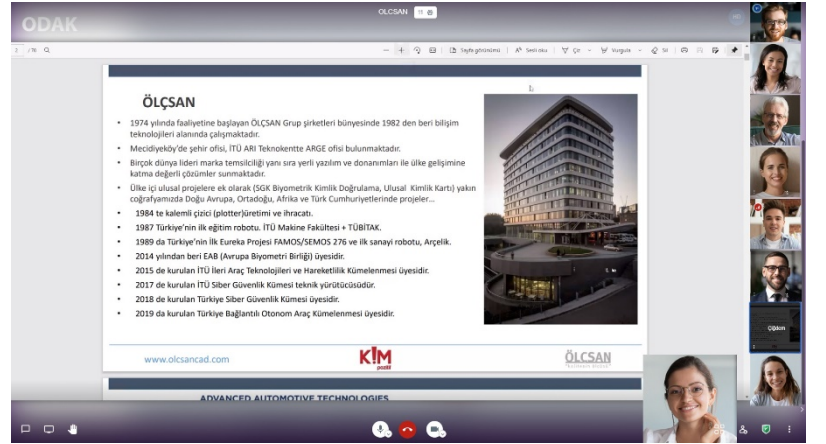 ODAK
OLCSAN 11
/78
Sayfa görünümü
Sesli oku
Çiz
Vurgula
Sil
ÖLÇSAN
• 1974 yılında faaliyetine başlayan ÖLÇSAN Grup şirketleri bünyesinde 1982 den beri bilişim
teknolojileri alanında çalışmaktadır.
• Mecidiyeköy'de şehir ofisi, İTÜ ARI Teknokentte ARGE ofisi bulunmaktadır.
• Birçok dünya lideri marka temsilciliği yanı sıra yerli yazılım ve donanımları ile ülke gelişimine
katma değerli çözümler sunmaktadır.
• Ülke içi ulusal projelere ek olarak (SGK Biyometrik Kimlik Doğrulama, Ulusal Kimlik Kartı) yakın
coğrafyamızda Doğu Avrupa, Ortadoğu, Afrika ve Türk Cumhuriyetlerinde projeler...
• 1984 te kalemli çizici (plotter)üretimi ve ihracatı.
• 1987 Türkiye'nin ilk eğitim robotu. İTÜ Makine Fakültesi + TÜBİTAK.
• 1989 da Türkiye'nin İlk Eureka Projesi FAMOS/SEMOS 276 ve ilk sanayi robotu, Arçelik.
• 2014 yılından beri EAB (Avrupa Biyometri Birliği) üyesidir.
• 2015 de kurulan İTÜ İleri Araç Teknolojileri ve Hareketlilik Kümelenmesi üyesidir.
• 2017 de kurulan İTÜ Siber Güvenlik Kümesi teknik yürütücüsüdür.
• 2018 de kurulan Türkiye Siber Güvenlik Kümesi üyesidir.
• 2019 da kurulan Türkiye Bağlantılı Otonom Araç Kümelenmesi üyesidir.
www.olcsancad.com
K!M
pozitif
ÖLÇSAN
ADVANCED AUTOMOTIVE TECHNOLOGIES
Çiğdem